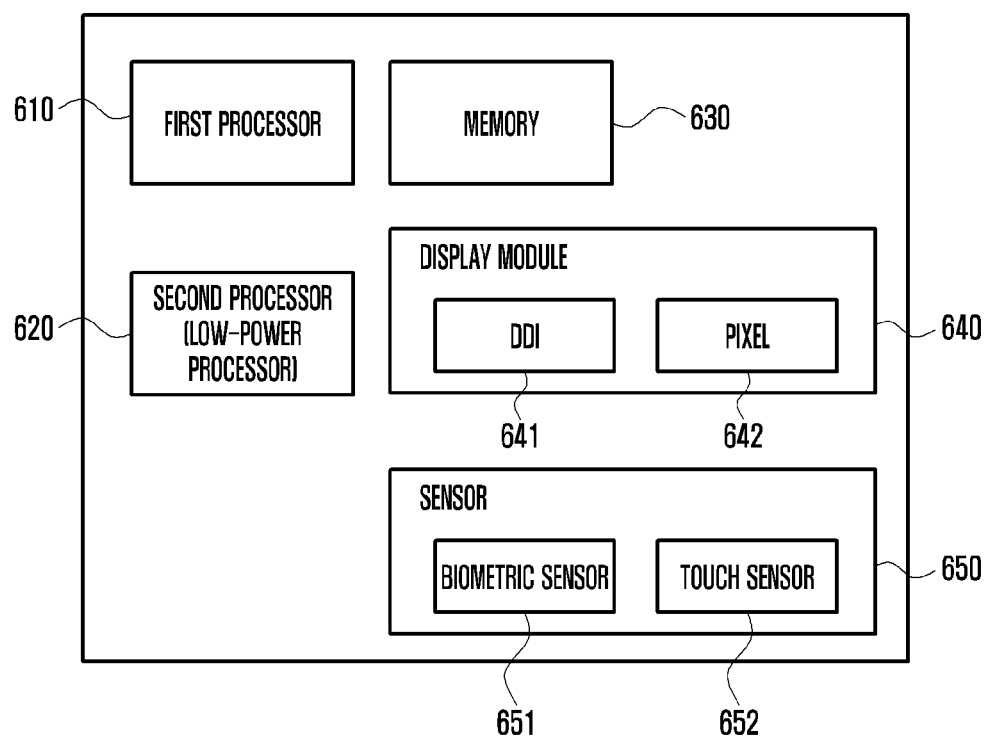 610
FIRST PROCESSOR
MEMORY
630
620
SECOND PROCESSOR
(LOW-POWER
PROCESSOR)
DISPLAY MODULE
DDI
PIXEL
640
641
642
SENSOR
BIOMETRIC SENSOR
TOUCH SENSOR
650
651
652